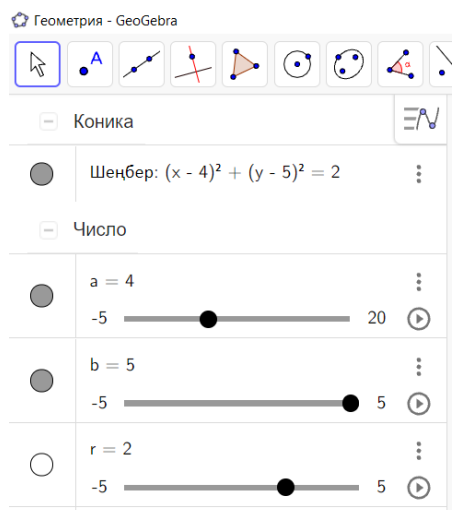 Геометрия - GeoGebra
A
a
Коника
Шеңбер: (x - 4)² + (y - 5)² = 2
Число
a = 4
-5 20
b = 5
-5 5
r = 2
-5 5